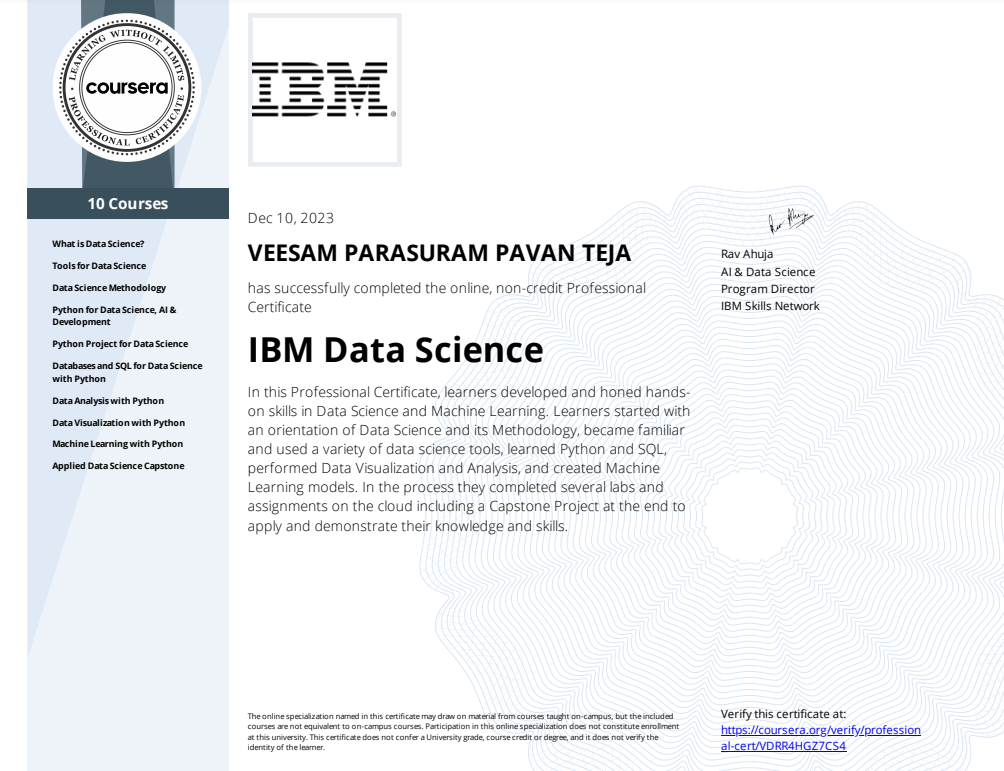 LEARNING WITHOUT LIMITS
coursera
PROFESSIONAL CERTIFICATE
IBM
®
10 Courses
What is Data Science?
Tools for Data Science
Data Science Methodology
Python for Data Science, AI &
Development
Python Project for Data Science
Databases and SQL for Data Science
with Python
Data Analysis with Python
Data Visualization with Python
Machine Learning with Python
Applied Data Science Capstone
Dec 10, 2023
VEESAM PARASURAM PAVAN TEJA
has successfully completed the online, non-credit Professional
Certificate
IBM Data Science
In this Professional Certificate, learners developed and honed hands-
on skills in Data Science and Machine Learning. Learners started with
an orientation of Data Science and its Methodology, became familiar
and used a variety of data science tools, learned Python and SQL,
performed Data Visualization and Analysis, and created Machine
Learning models. In the process they completed several labs and
assignments on the cloud including a Capstone Project at the end to
apply and demonstrate their knowledge and skills.
Rav Ahuja
Rav Ahuja
AI & Data Science
Program Director
IBM Skills Network
The online specialization named in this certificate may draw on material from courses taught on-campus, but the included
courses are not equivalent to on-campus courses. Participation in this online specialization does not constitute enrollment
at this university. This certificate does not confer a University grade, course credit or degree, and it does not verify the
identity of the learner.
Verify this certificate at:
https://coursera.org/verify/profession
al-cert/VDRR4HGZ7CS4